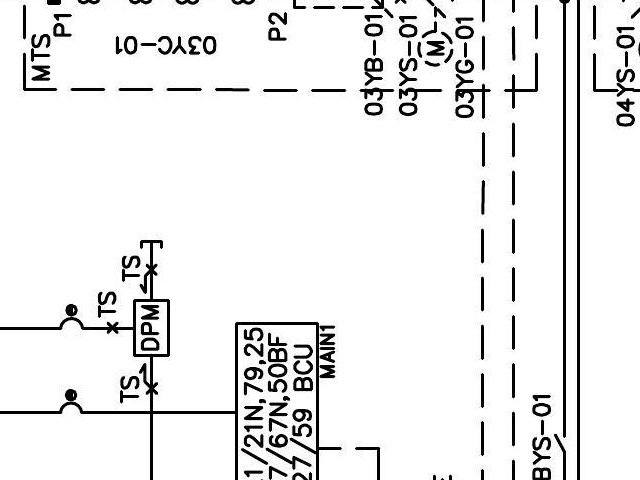 P1
MTS
03YC-01
P2
03YB-01
03YS-01
(M)
03YG-01
04YS-01
TS
TS
DPM
TS
1/21N,79,25
7/67N,50BF
27/59 BCU
MAIN1
BYS-01